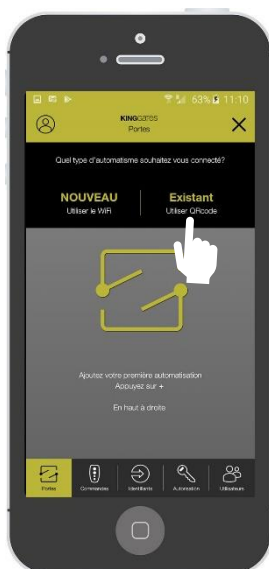 63% 11:10
KINGcares
Portes
Quel type d'automatisme souhaitez vous connecté?
NOUVEAU
Utiliser le WiFi
Existant
Utiliser QRcode
Ajoutez votre première automatisation
Appuyez sur +
En haut à droite
Portes Commandes Identifiants Automation Utilisateurs